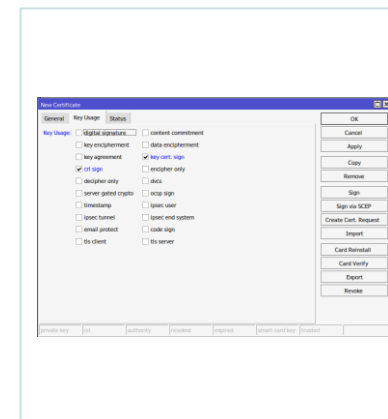 New Certificate
General Key Usage Status
Key Usage: digital signature content commitment
key encipherment data encipherment
key agreement key cert. sign
crl sign encipher only
decipher only dvcs
server gated crypto ocsp sign
timestamp ipsec user
ipsec tunnel ipsec end system
email protect code sign
tls client tls server
OK
Cancel
Apply
Copy
Remove
Sign
Sign via SCEP
Create Cert. Request
Import
Card Reinstall
Card Verify
Export
Revoke
private key crl authority revoked expired smart card key trusted